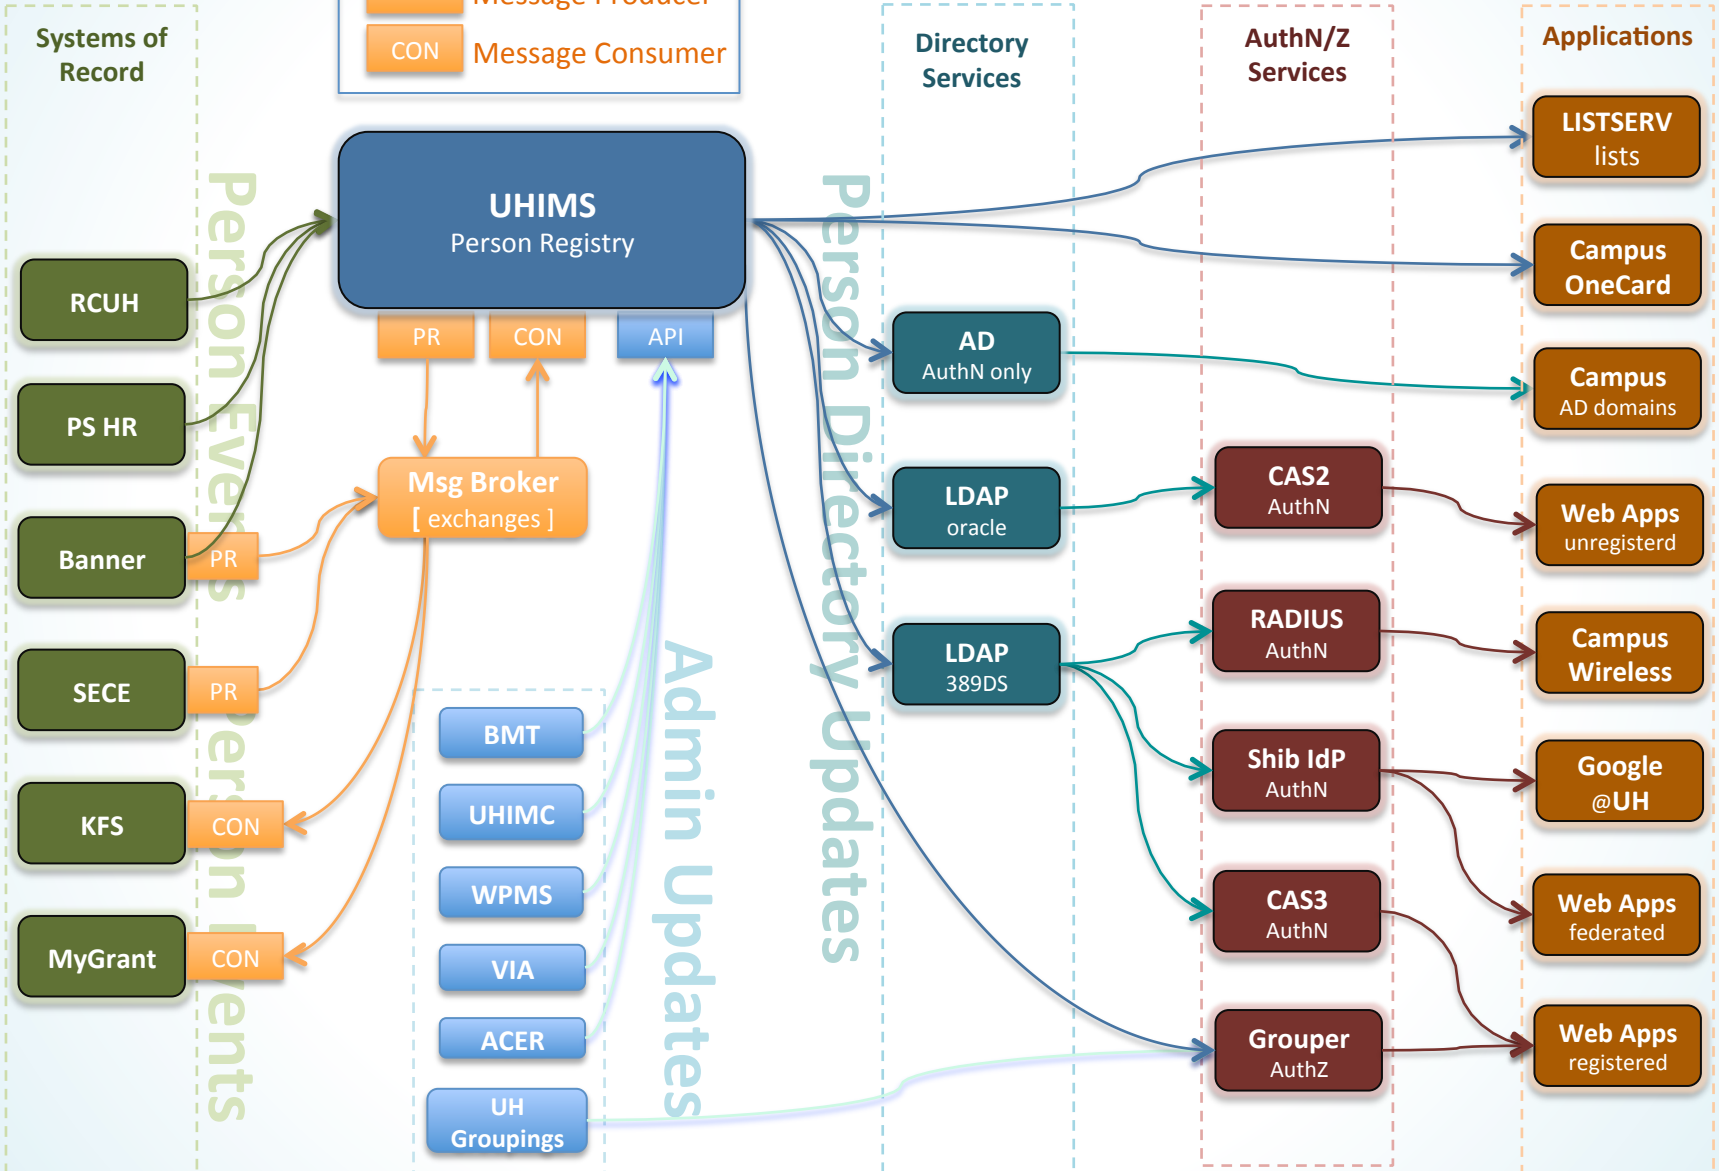 Message Producer
CON
Message Consumer
Systems of
Record
Directory
Services
AuthN/Z
Services
Applications
Person Events
Person Events
Person Directory Updates
Admin Updates
RCUH
PS HR
Banner
PR
SECE
PR
KFS
CON
MyGrant
CON
UHIMS
Person Registry
PR
CON
API
Msg Broker
[ exchanges ]
BMT
UHIMC
WPMS
VIA
ACER
UH
Groupings
AD
AuthN only
LDAP
oracle
LDAP
389DS
CAS2
AuthN
RADIUS
AuthN
Shib IdP
AuthN
CAS3
AuthN
Grouper
AuthZ
LISTSERV
lists
Campus
OneCard
Campus
AD domains
Web Apps
unregisterd
Campus
Wireless
Google
@UH
Web Apps
federated
Web Apps
registered